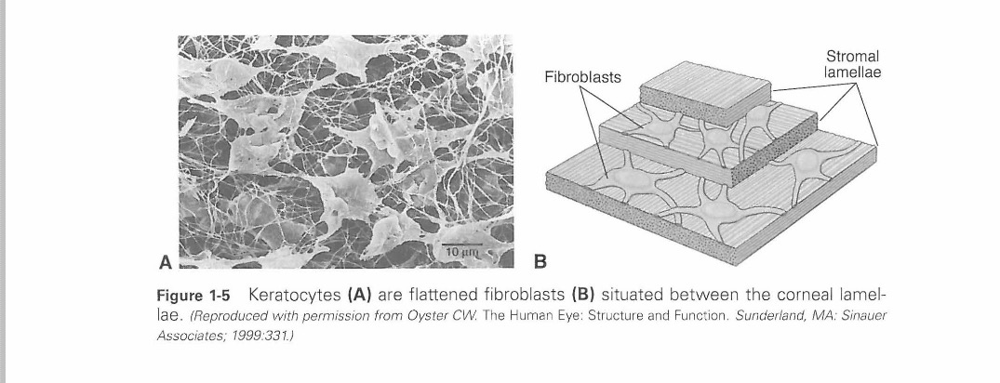 Fibroblasts
Stromal
lamellae
10 µm
A
B
Figure 1-5 Keratocytes (A) are flattened fibroblasts (B) situated between the corneal lamel-
lae. (Reproduced with permission from Oyster CW. The Human Eye: Structure and Function. Sunderland, MA: Sinauer
Associates; 1999:331.)